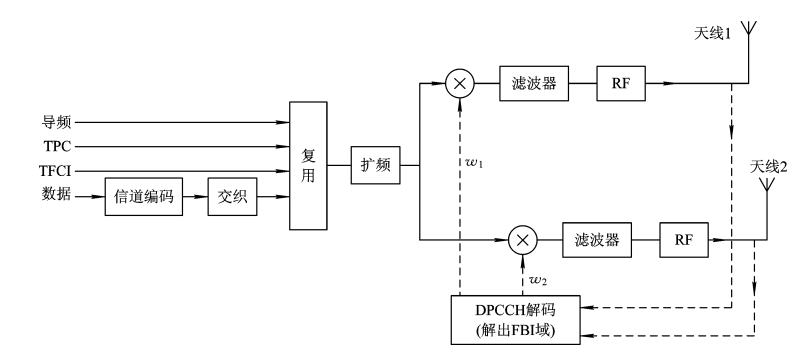 天线1
滤波器
RF
导频
TPC
TFCI
数据
信道编码
交织
复用
扩频
w1
天线2
滤波器
RF
w2
DPCCH解码
(解出FBI域)